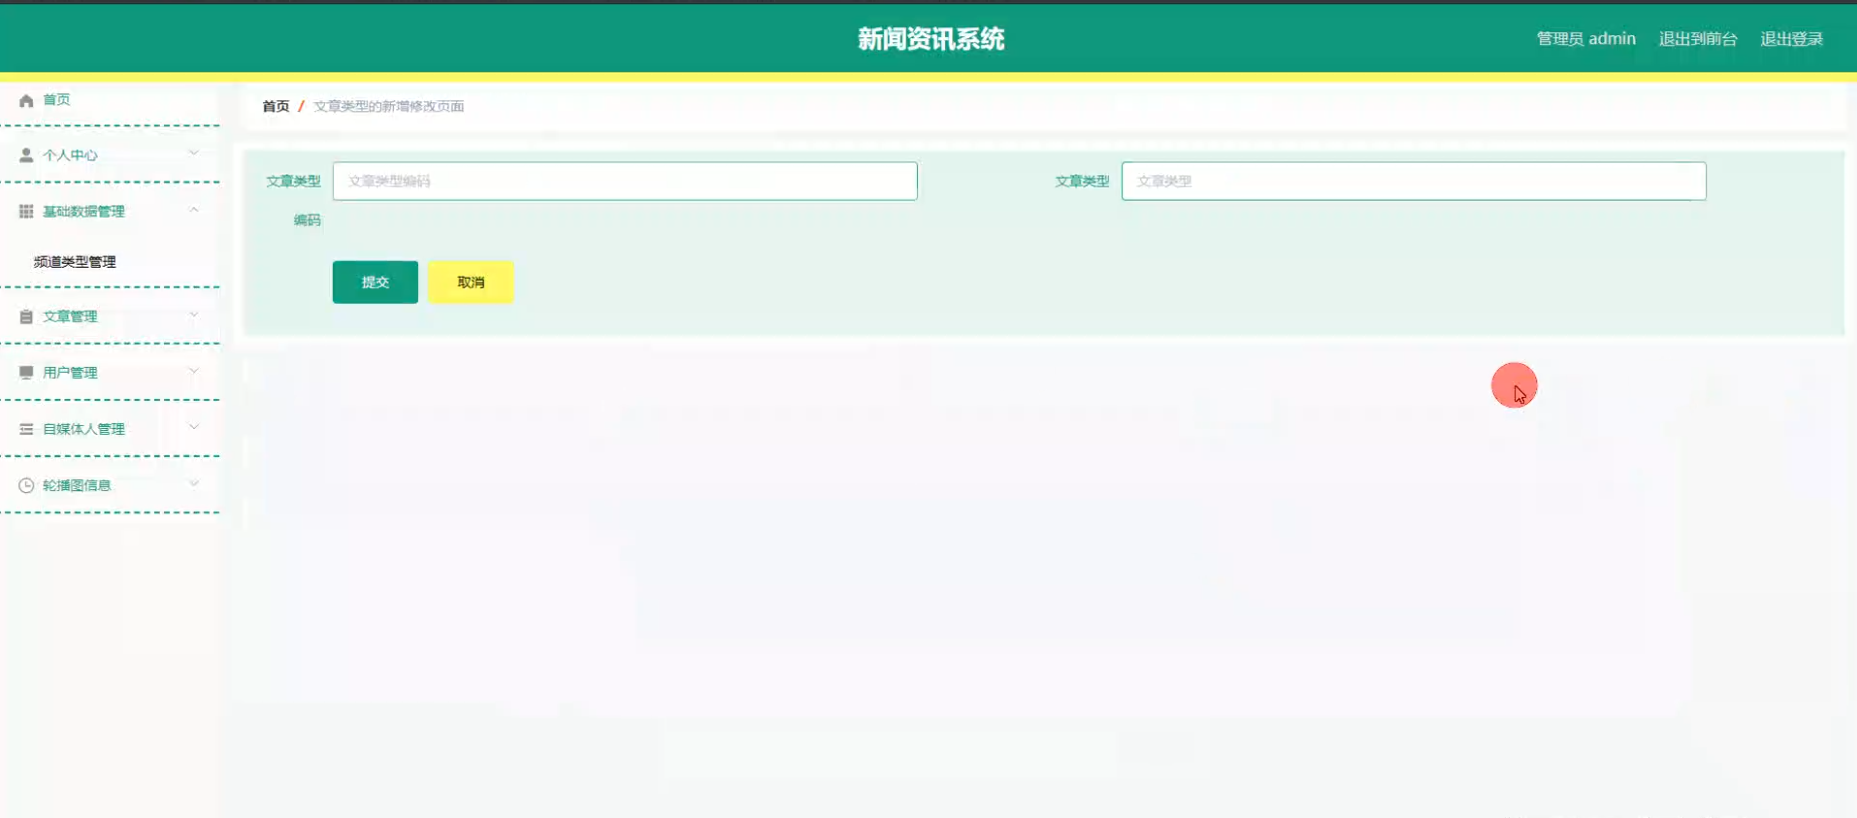 新闻资讯系统
管理员 admin
退出到前台
退出登录
首页
个人中心
基础数据管理
频道类型管理
文章管理
用户管理
自媒体人管理
轮播图信息
首页 / 文章类型的新增修改页面
文章类型
编码
文章类型编码
文章类型
文章类型
提交
取消